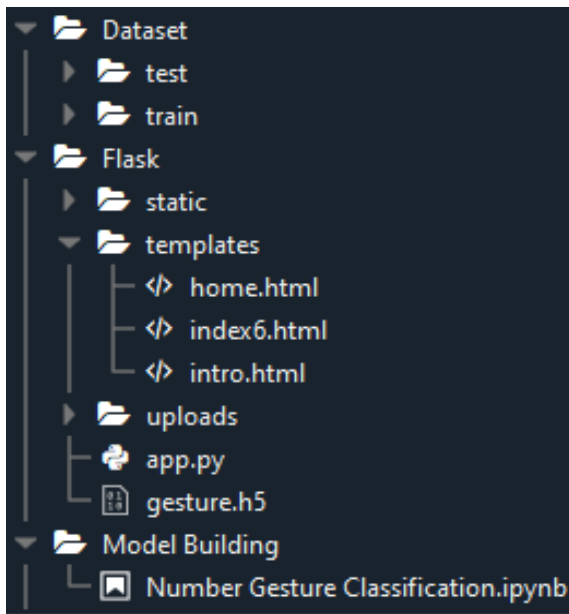 Dataset
test
train
Flask
static
templates
</> home.html
</> index6.html
</> intro.html
uploads
app.py
gesture.h5
Model Building
Number Gesture Classification.ipynb